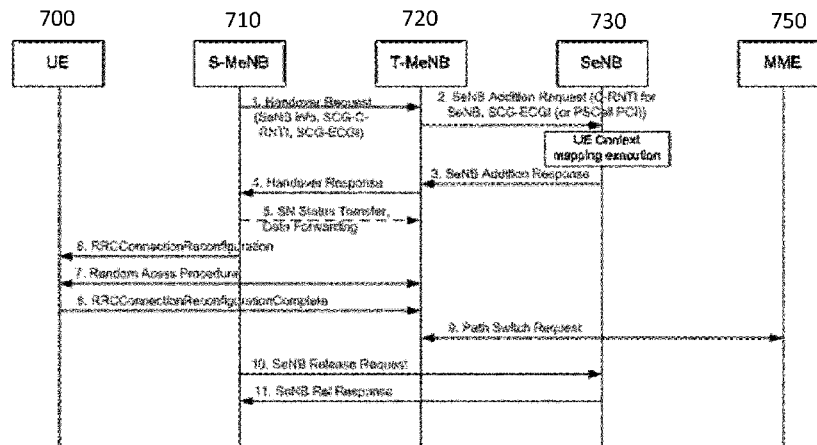 700 710 720 730 750
UE S-MeNB T-MeNB SeNB MME
1. Handover Request
(SeNB info, SCG-C-
RNTI, SCG-ECGI)
2. SeNB Addition Request (C-RNTI for
SeNB, SCG-ECGI (or PSCell PCI))
UE Context
mapping execution
3. SeNB Addition Response
4. Handover Response
5. SN Status Transfer,
Data Forwarding
6. RRCConnectionReconfiguration
7. Random Acess Procedure
8. RRCConnectionReconfigurationComplete
9. Path Switch Request
10. SeNB Release Request
11. SeNB Rel Response